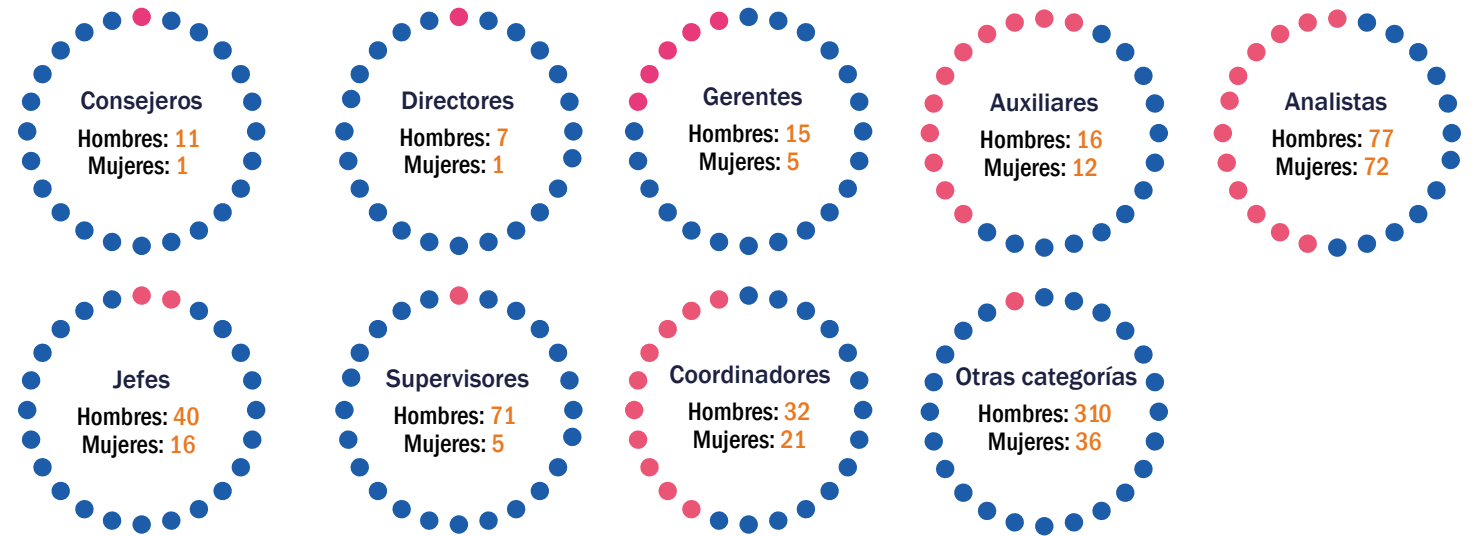 Consejeros
Hombres: 11
Mujeres: 1
Directores
Hombres: 7
Mujeres: 1
Gerentes
Hombres: 15
Mujeres: 5
Auxiliares
Hombres: 16
Mujeres: 12
Analistas
Hombres: 77
Mujeres: 72
Jefes
Hombres: 40
Mujeres: 16
Supervisores
Hombres: 71
Mujeres: 5
Coordinadores
Hombres: 32
Mujeres: 21
Otras categorías
Hombres: 310
Mujeres: 36